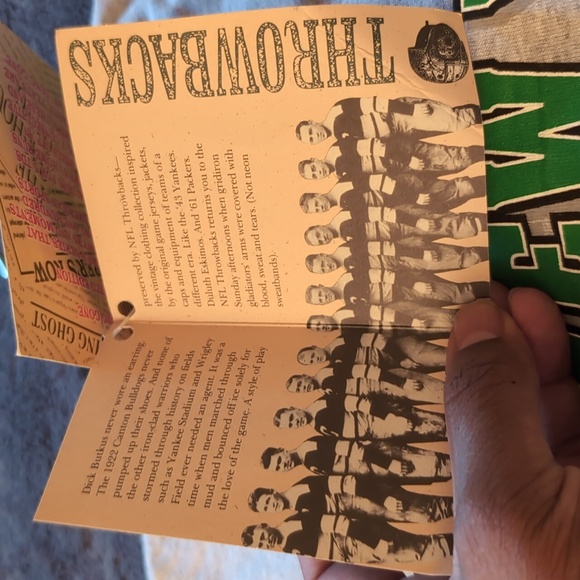 THROWBACKS
Dick Butkus never wore an earring.
The 1922 Canton Bulldogs never
pumped up their shoes. And none of
the other iron-clad warriors who
stormed through history on fields
such as Yankee Stadium and Wrigley
Field ever needed an agent. It was a
time when men marched through
mud and bounced off ice solely for
the love of the game. A style of play
preserved by NFL Throwbacks—
the vintage clothing collection inspired
by the original game jerseys, jackets,
caps and equipment of teams of a
different era. Like the '43 Yankees.
Duluth Eskimos. And '61 Packers.
NFL Throwbacks returns you to the
Sunday afternoons when gridiron
gladiators' arms were covered with
blood, sweat and tears. (Not neon
sweatbands).
ING GHOST